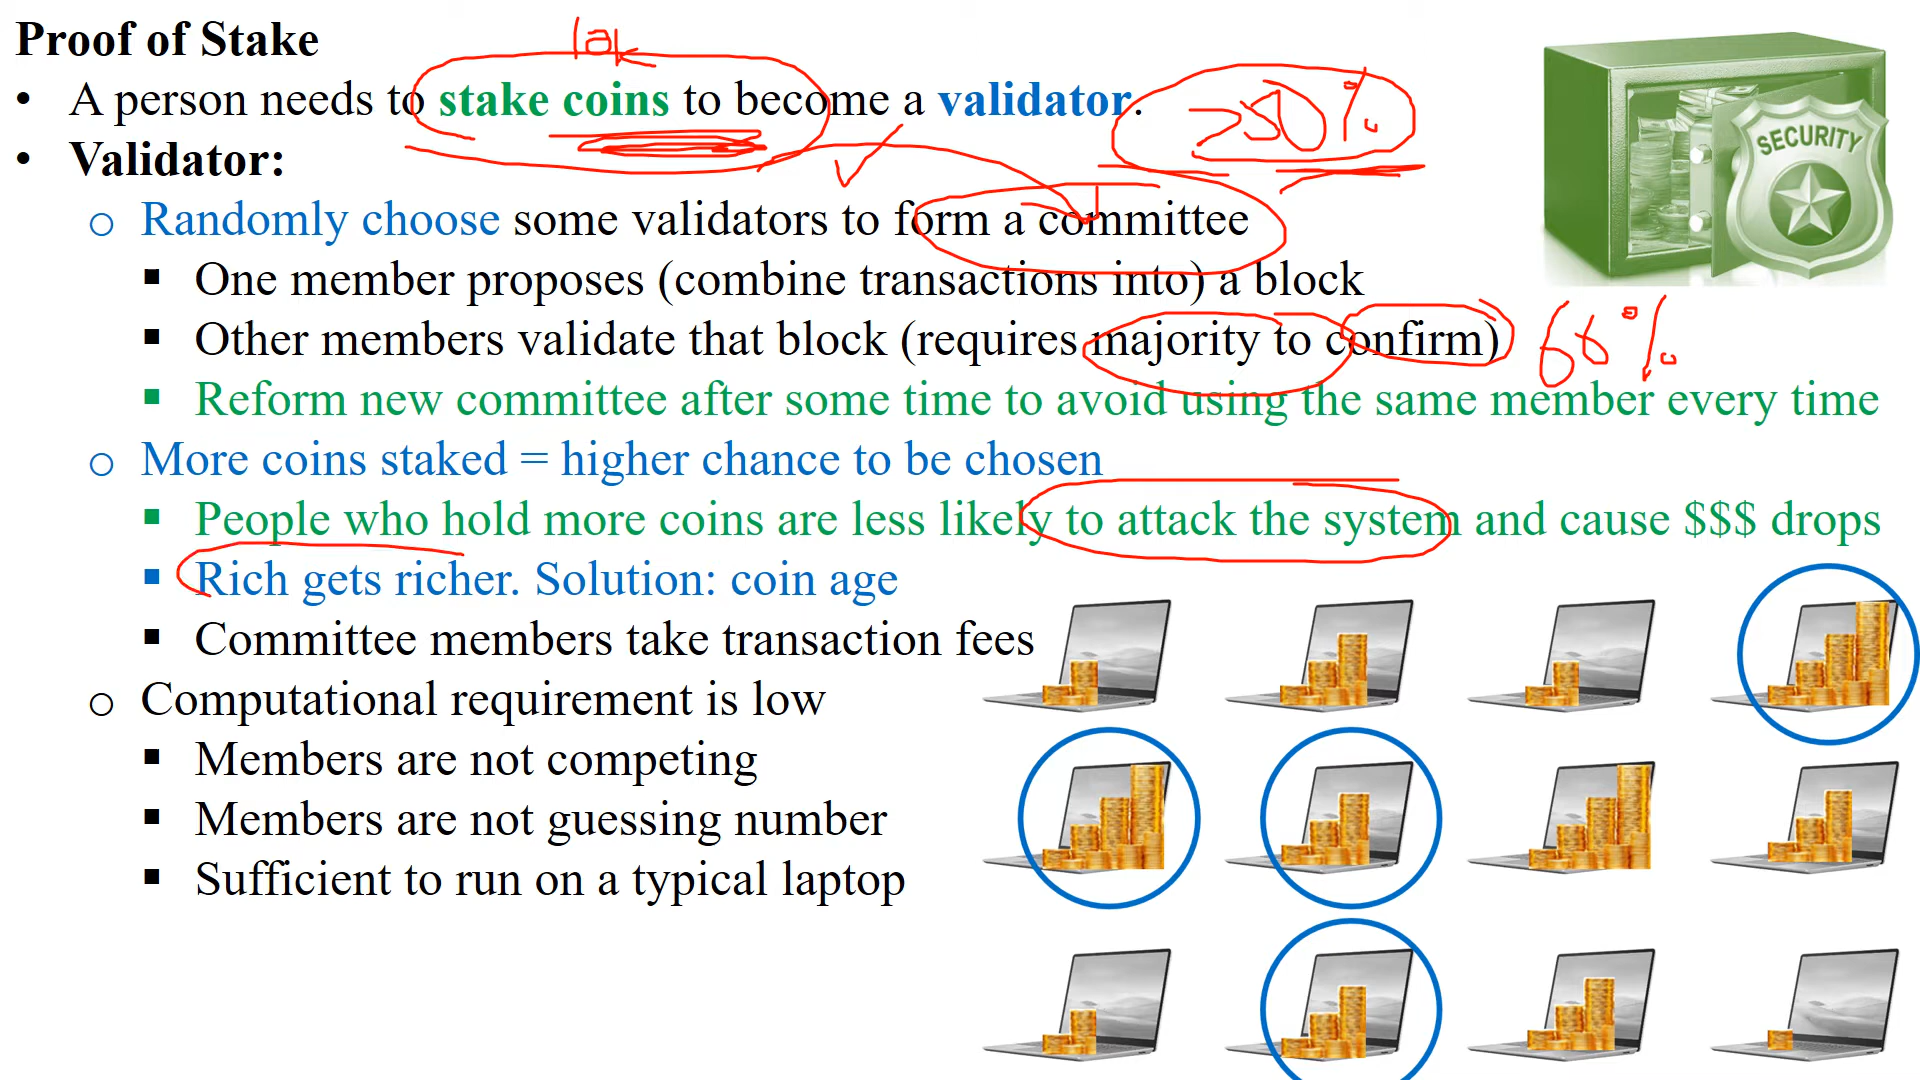 Proof of Stake
• A person needs to stake coins to become a validator.
• Validator:
o Randomly choose some validators to form a committee
▪ One member proposes (combine transactions into) a block
▪ Other members validate that block (requires majority to confirm)
66%
▪ Reform new committee after some time to avoid using the same member every time
o More coins staked = higher chance to be chosen
▪ People who hold more coins are less likely to attack the system and cause $$$ drops
▪ Rich gets richer. Solution: coin age
▪ Committee members take transaction fees
o Computational requirement is low
▪ Members are not competing
▪ Members are not guessing number
▪ Sufficient to run on a typical laptop
SECURITY